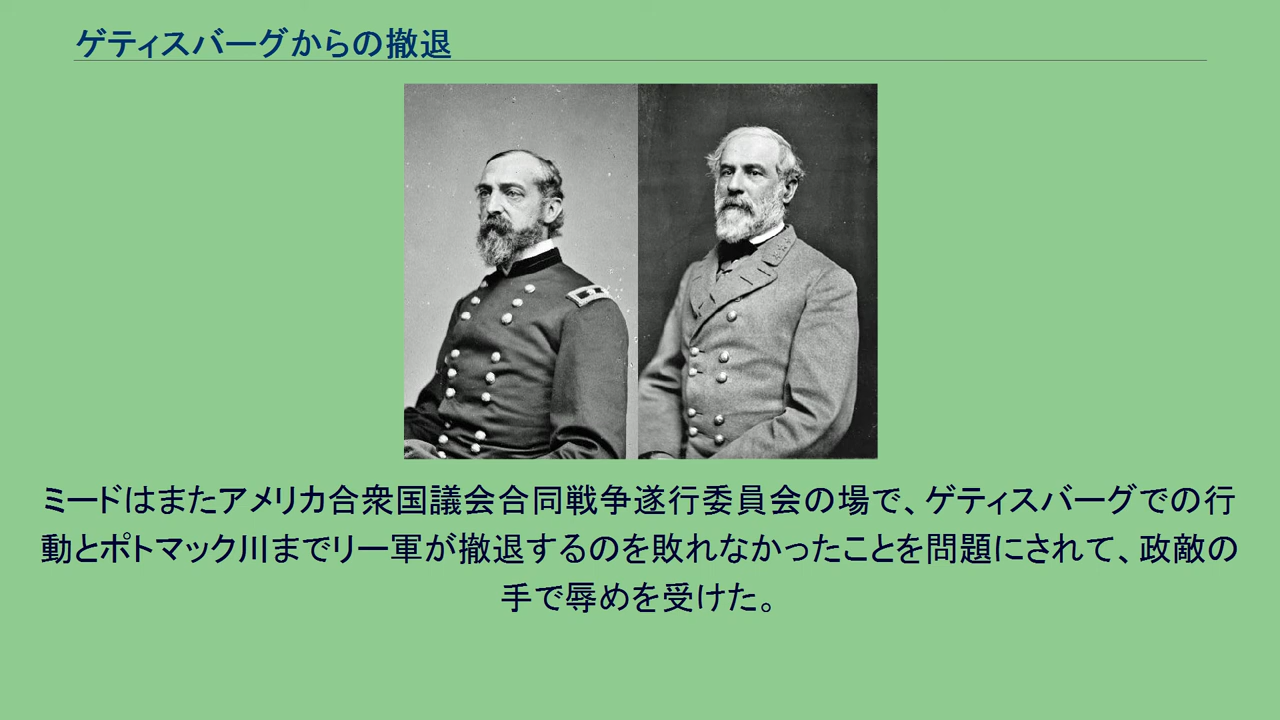 ゲティスバーグからの撤退
ミードはまたアメリカ合衆国議会合同戦争遂行委員会の場で、ゲティスバーグでの行
動とポトマック川までリー軍が撤退するのを敗れなかったことを問題にされて、政敵の
手で辱めを受けた。